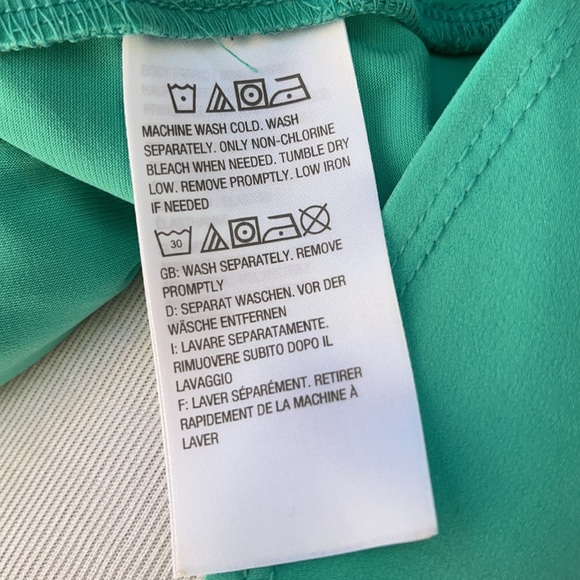 MACHINE WASH COLD. WASH
SEPARATELY. ONLY NON-CHLORINE
BLEACH WHEN NEEDED. TUMBLE DRY
LOW. REMOVE PROMPTLY. LOW IRON
IF NEEDED
30
GB: WASH SEPARATELY. REMOVE
PROMPTLY
D: SEPARAT WASCHEN. VOR DER
WÄSCHE ENTFERNEN
I: LAVARE SEPARATAMENTE.
RIMUOVERE SUBITO DOPO IL
LAVAGGIO
F: LAVER SÉPARÉMENT. RETIRER
RAPIDEMENT DE LA MACHINE À
LAVER